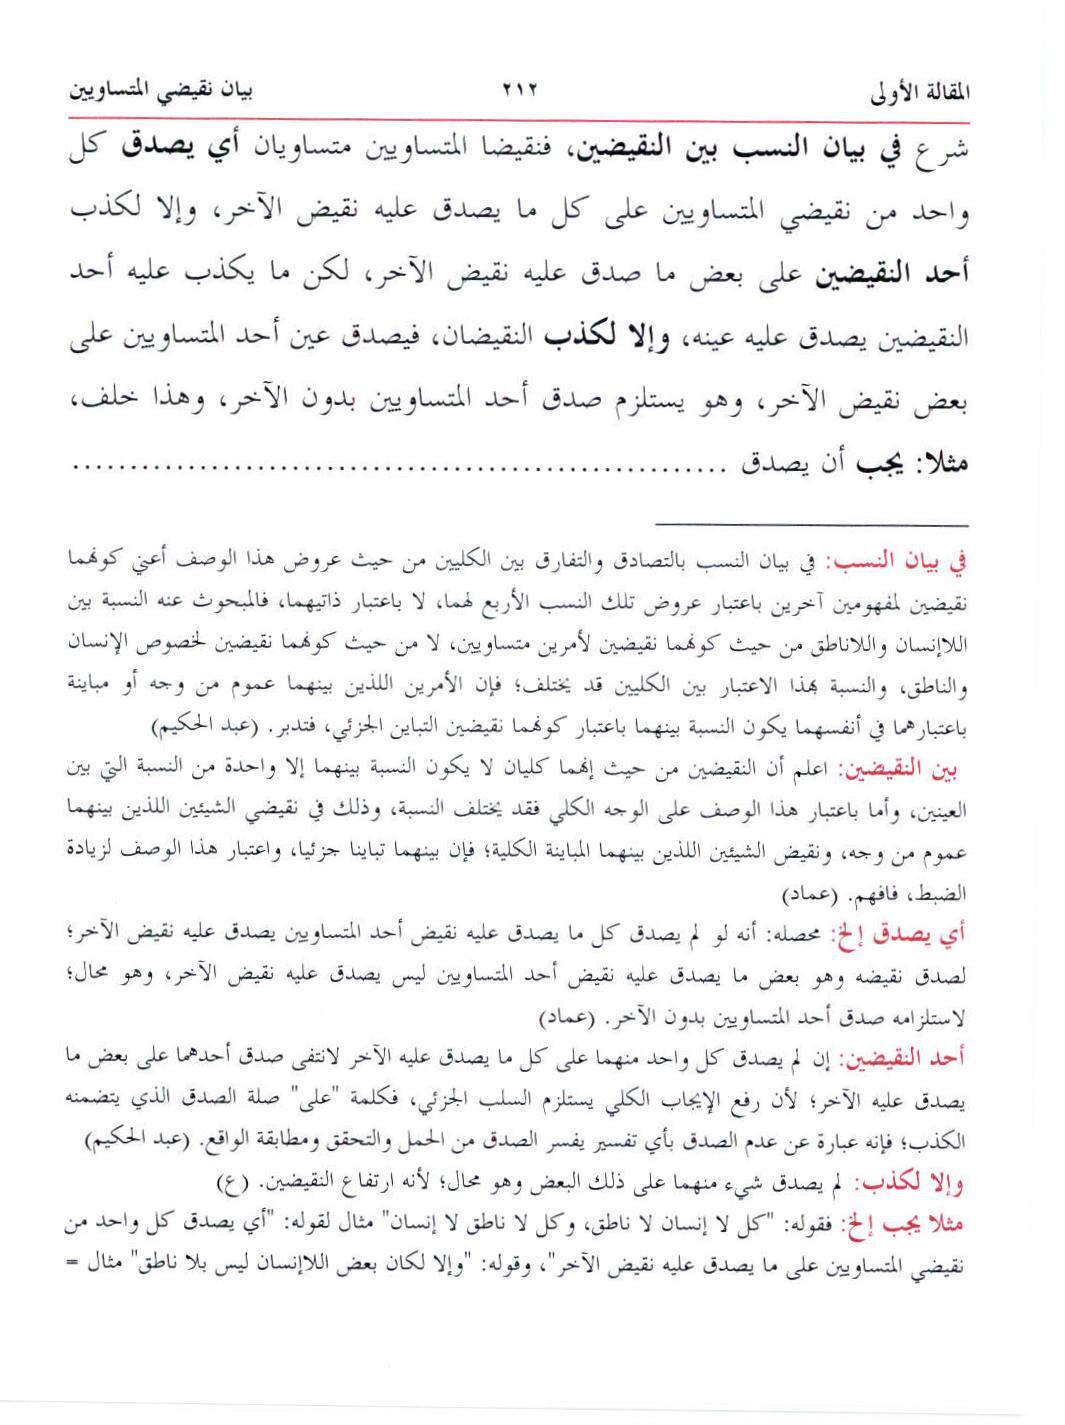 المقالة الأولى ٢١٢ بيان نقيضي المتساويين
شرع في بيان النسب بين النقيضين، فنقيضا المتساويين متساويان أي يصدق كل
واحد من نقيضي المتساويين على كل ما يصدق عليه نقيض الآخر، وإلا لكذب
أحد النقيضين على بعض ما صدق عليه نقيض الآخر، لكن ما يكذب عليه أحد
النقيضين يصدق عليه عينه، وإلا لكذب النقيضان، فيصدق عين أحد المتساويين على
بعض نقيض الآخر، وهو يستلزم صدق أحد المتساويين بدون الآخر، وهذا خلف،
مثلا: يجب أن يصدق ........................................................
في بيان النسب: في بيان النسب بالتصادق والتفارق بين الكليين من حيث عروض هذا الوصف أعني كونهما
نقيضين لمفهومين آخرين باعتبار عروض تلك النسب الأربع لهما، لا باعتبار ذاتيهما، فالمبحوث عنه النسبة بين
اللاإنسان واللاناطق من حيث كونهما نقيضين لأمرين متساويين، لا من حيث كونهما نقيضين لخصوص الإنسان
والناطق، والنسبة بهذا الاعتبار بين الكليين قد يختلف؛ فإن الأمرين اللذين بينهما عموم من وجه أو مباينة
باعتبارهما في أنفسهما يكون النسبة بينهما باعتبار كونهما نقيضين التباين الجزئي، فتدبر. (عبد الحكيم)
بين النقيضين: اعلم أن النقيضين من حيث إنهما كليان لا يكون النسبة بينهما إلا واحدة من النسبة التي بين
العينين، وأما باعتبار هذا الوصف على الوجه الكلي فقد يختلف النسبة، وذلك في نقيضي الشيئين اللذين بينهما
عموم من وجه، ونقيض الشيئين اللذين بينهما المباينة الكلية؛ فإن بينهما تباينا جزئيا، واعتبار هذا الوصف لزيادة
الضبط، فافهم. (عماد)
أي يصدق إلخ: محصله: أنه لو لم يصدق كل ما يصدق عليه نقيض أحد المتساويين يصدق عليه نقيض الآخر؛
لصدق نقيضه وهو بعض ما يصدق عليه نقيض أحد المتساويين ليس يصدق عليه نقيض الآخر، وهو محال؛
لاستلزامه صدق أحد المتساويين بدون الآخر. (عماد)
أحد النقيضين: إن لم يصدق كل واحد منهما على كل ما يصدق عليه الآخر لانتفى صدق أحدهما على بعض ما
يصدق عليه الآخر؛ لأن رفع الإيجاب الكلي يستلزم السلب الجزئي، فكلمة "على" صلة الصدق الذي يتضمنه
الكذب؛ فإنه عبارة عن عدم الصدق بأي تفسير يفسر الصدق من الحمل والتحقق ومطابقة الواقع. (عبد الحكيم)
وإلا لكذب: لم يصدق شيء منهما على ذلك البعض وهو محال؛ لأنه ارتفاع النقيضين. (ع)
مثلا يجب إلخ: فقوله: "كل لا إنسان لا ناطق، وكل لا ناطق لا إنسان" مثال لقوله: "أي يصدق كل واحد من
نقيضي المتساويين على ما يصدق عليه نقيض الآخر"، وقوله: "وإلا لكان بعض اللاإنسان ليس بلا ناطق" مثال =